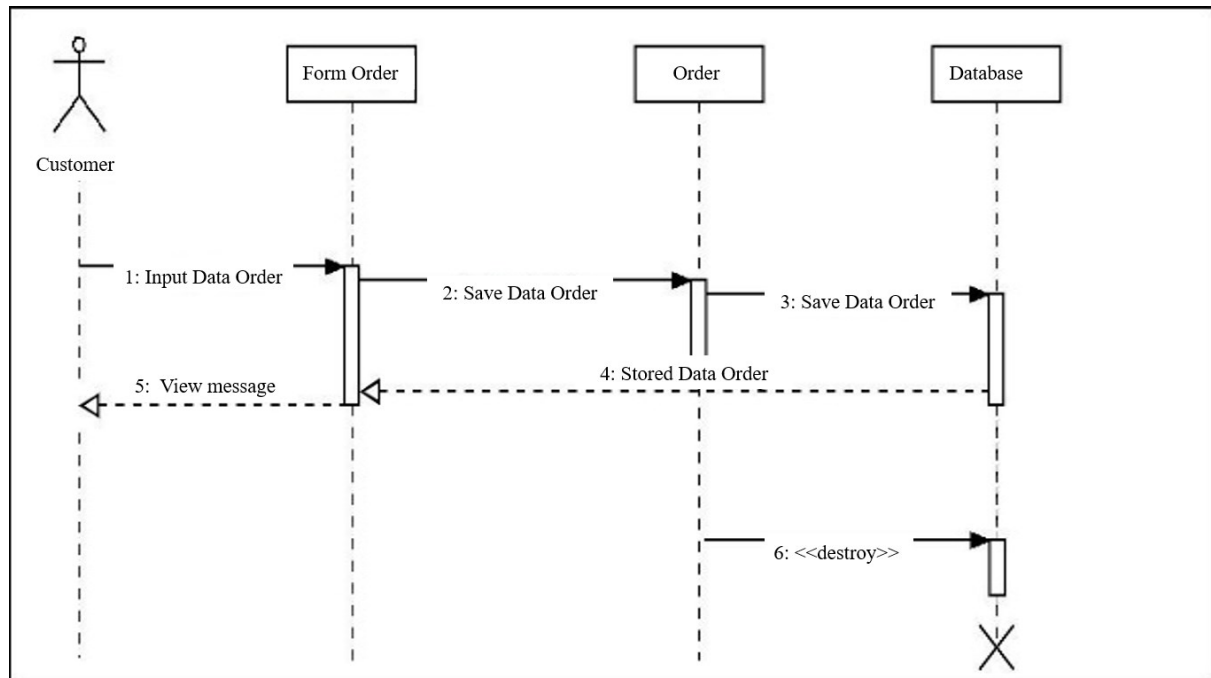 Form Order
Order
Database
Customer
1: Input Data Order
2: Save Data Order
3: Save Data Order
4: Stored Data Order
5: View message
6: <<destroy>>